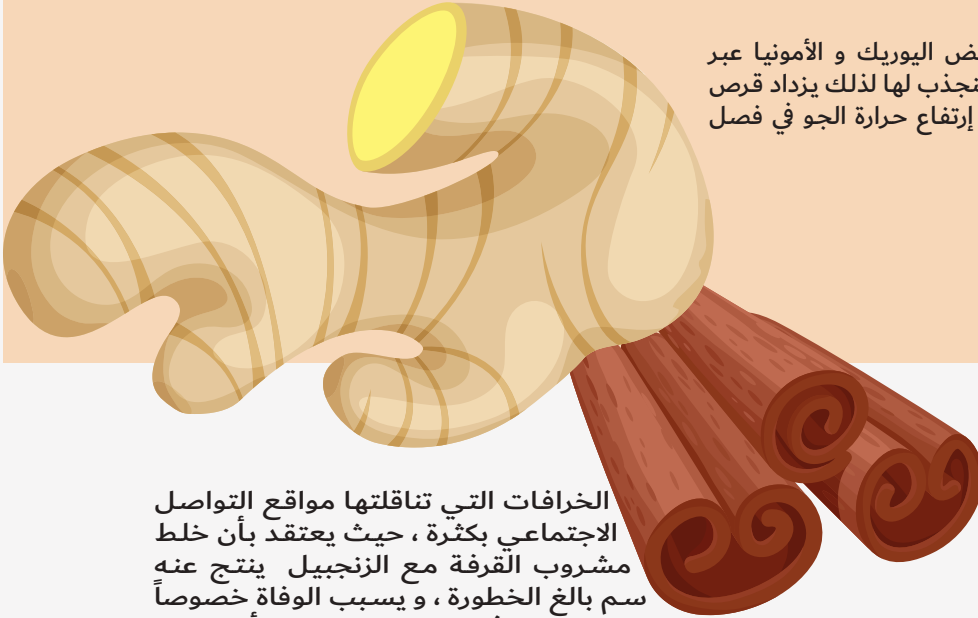 اليوريك و الأمونيا عبر
لها لذلك يزداد قرص
إرتفاع حرارة الجو في فصل
الخرافات التي تناقلتها مواقع التواصل
الاجتماعي بكثرة ، حيث يعتقد بأن خلط
مشروب القرفة مع الزنجبيل ينتج عنه
سم بالغ الخطورة ، و يسبب الوفاة خصوصاً